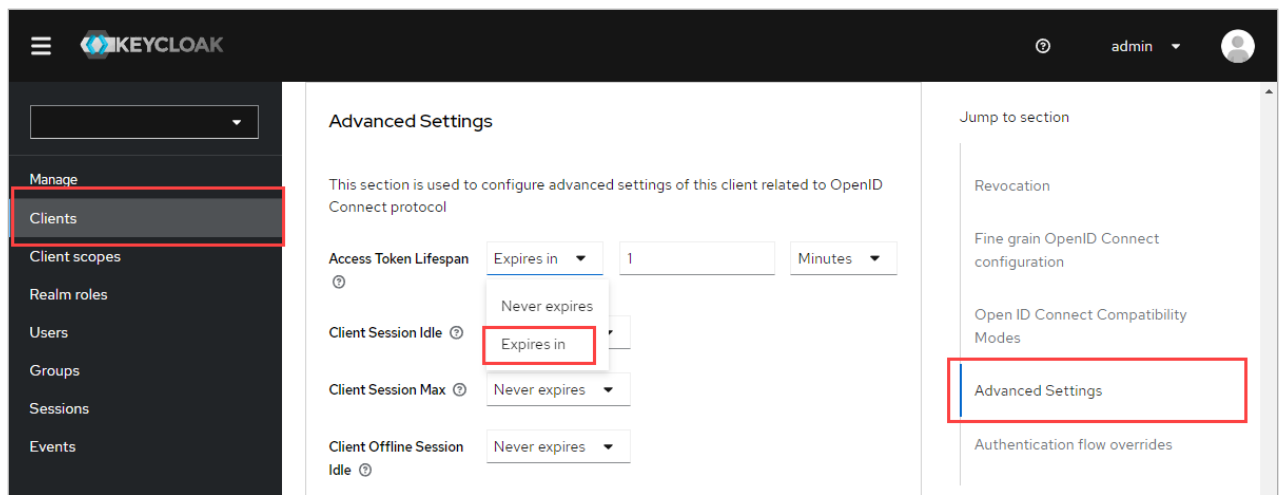 KEYCLOAK
admin
Manage
Clients
Client scopes
Realm roles
Users
Groups
Sessions
Events
Advanced Settings
This section is used to configure advanced settings of this client related to OpenID
Connect protocol
Access Token Lifespan
Expires in
1
Minutes
Never expires
Expires in
Client Session Idle
Client Session Max
Never expires
Client Offline Session
Idle
Never expires
Jump to section
Revocation
Fine grain OpenID Connect
configuration
Open ID Connect Compatibility
Modes
Advanced Settings
Authentication flow overrides